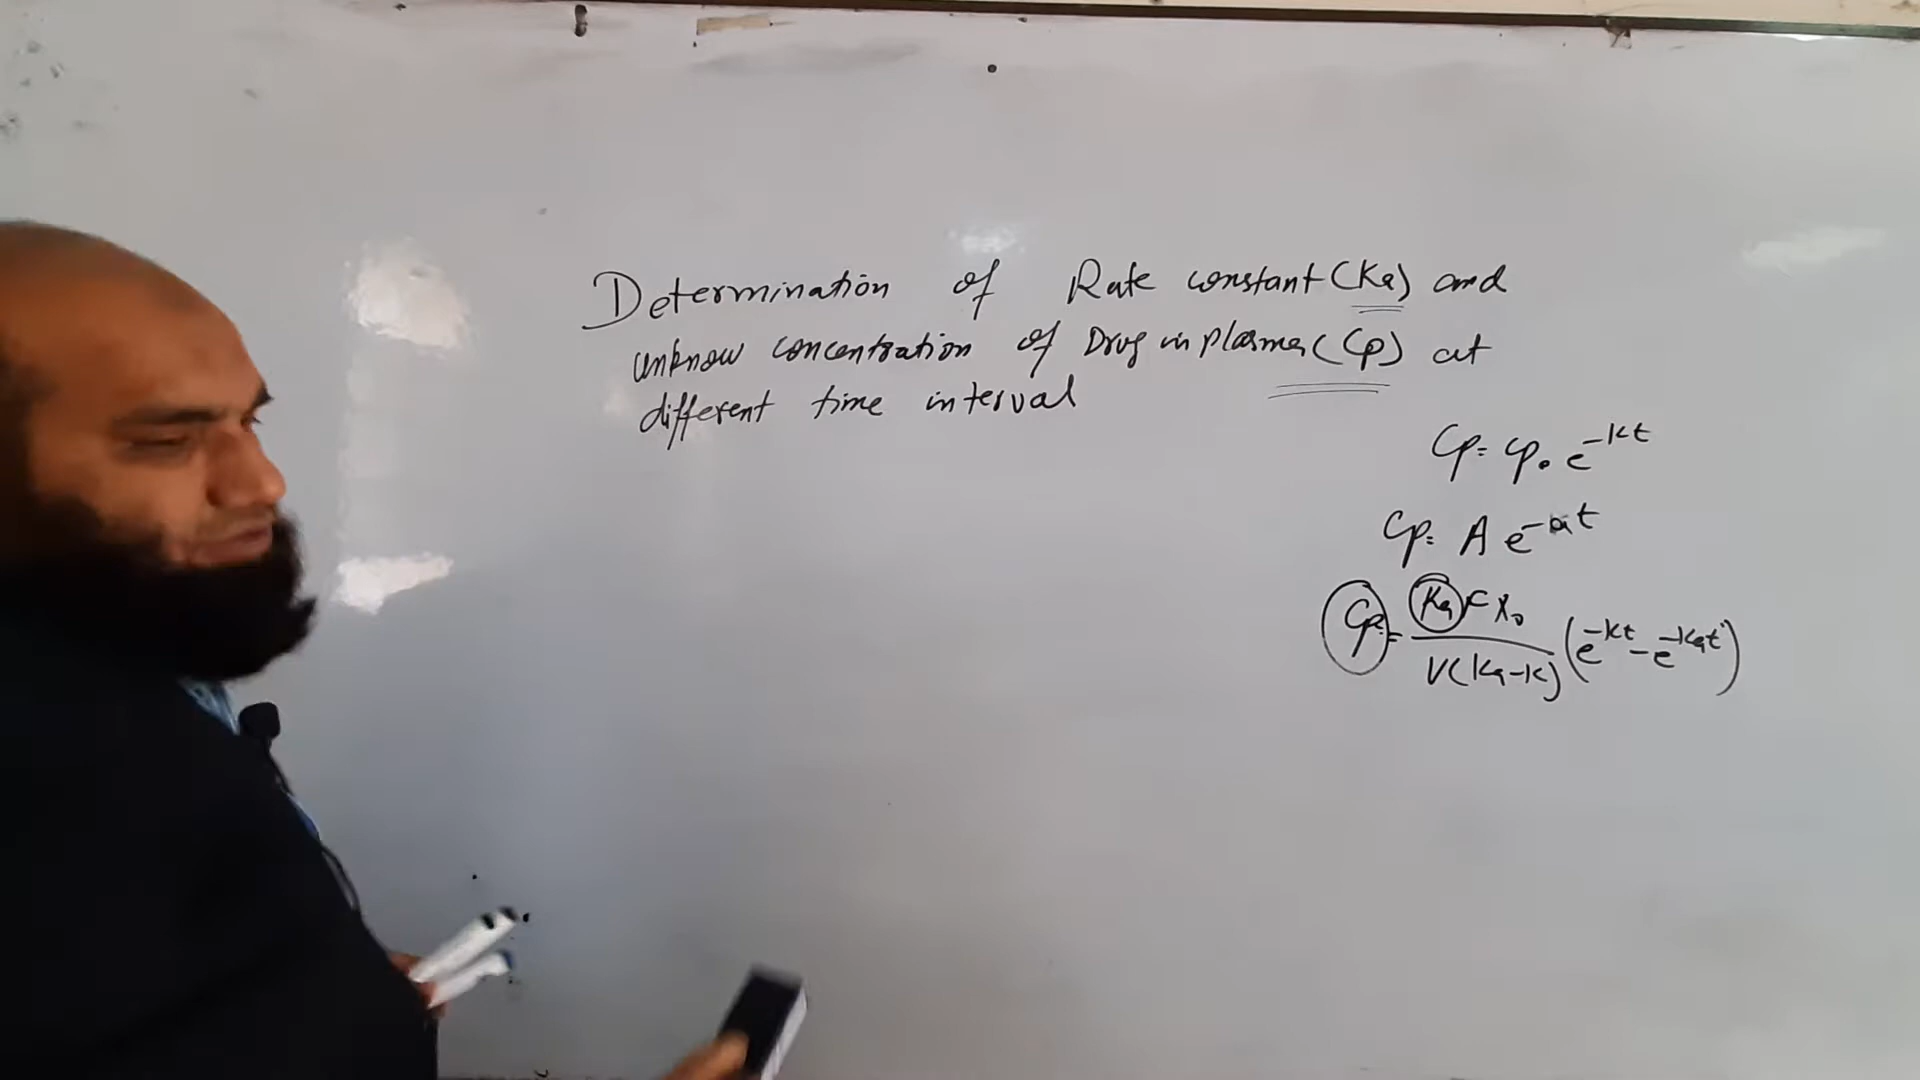 Determination of Rate constant (Ka) and
unknow concentration of Drug in plasma (Cp) at
different time interval
Cp = Cp₀ e^-kt
Cp = A e^-at
Cp = Ka F X₀ / V(Ka-K) (e^-kt - e^-Kat)